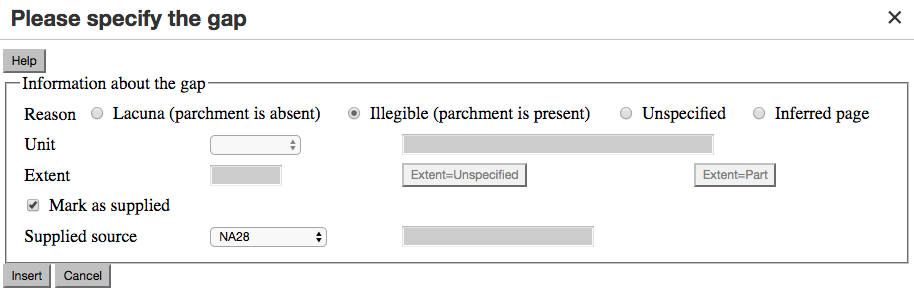 Please specify the gap ×
Help
Information about the gap
Reason Lacuna (parchment is absent) Illegible (parchment is present) Unspecified Inferred page
Unit
Extent Extent=Unspecified Extent=Part
Mark as supplied
Supplied source NA28
Insert Cancel